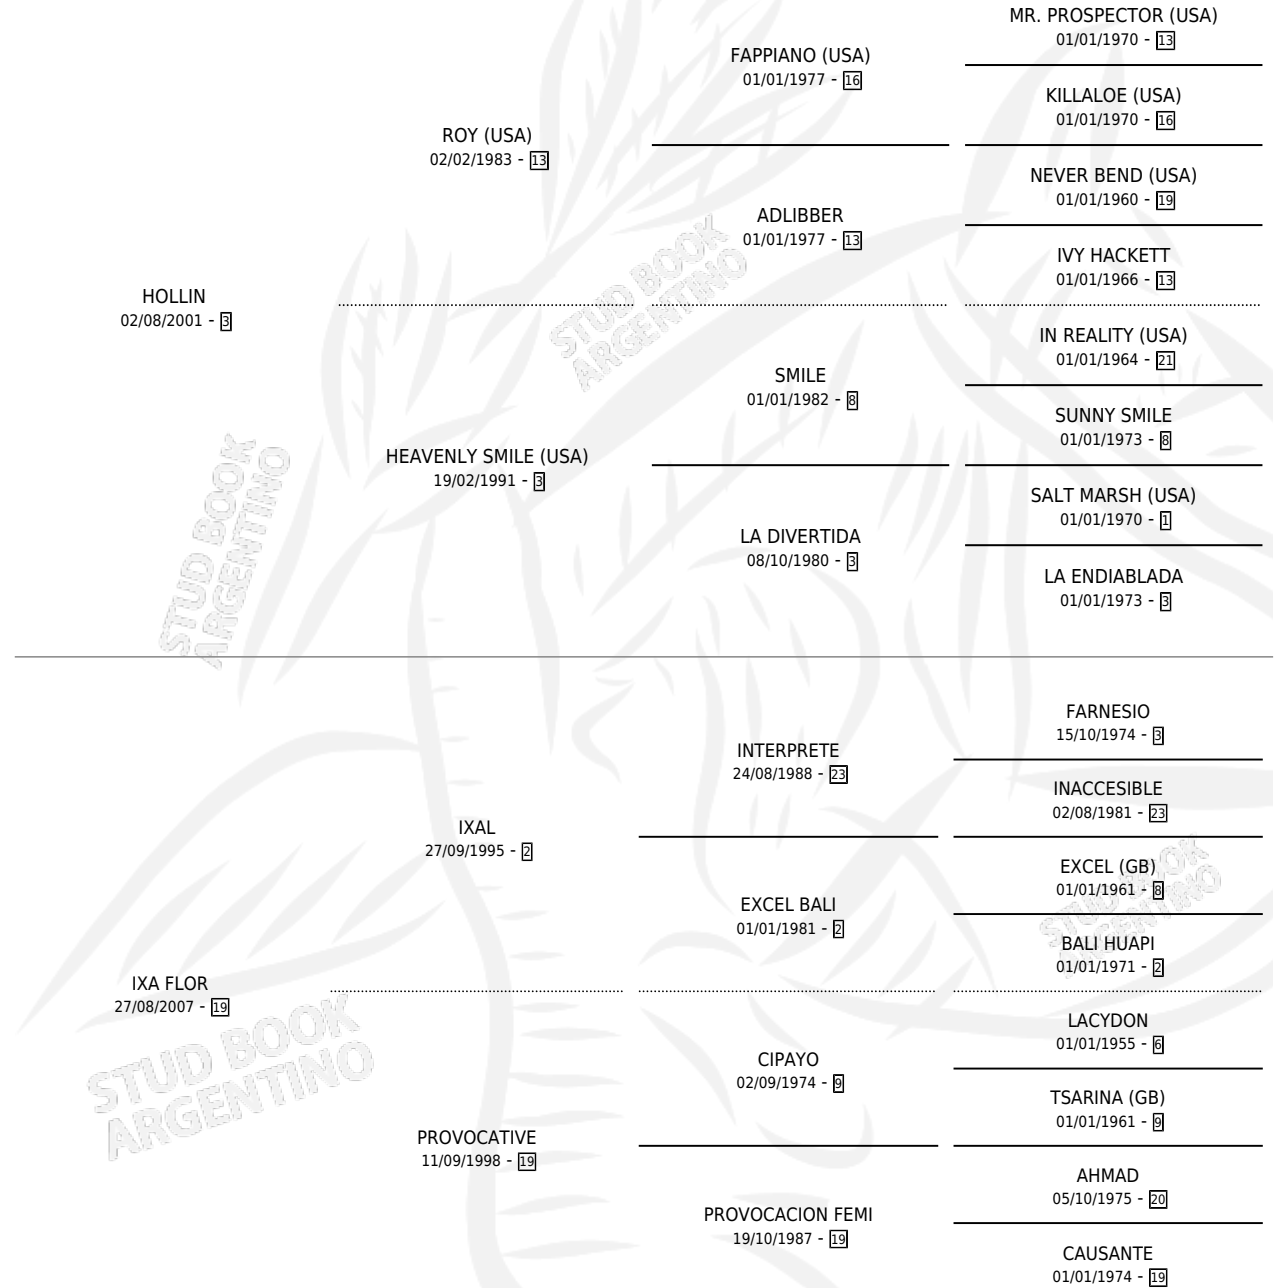 MR. PROSPECTOR (USA)
01/01/1970 - 13
FAPPIANO (USA)
01/01/1977 - 16
KILLALOE (USA)
01/01/1970 - 16
ROY (USA)
02/02/1983 - 13
NEVER BEND (USA)
01/01/1960 - 19
ADLIBBER
01/01/1977 - 13
IVY HACKETT
01/01/1966 - 13
HOLLIN
02/08/2001 - 3
STUD BOOK
ARGENTINO
IN REALITY (USA)
01/01/1964 - 21
SMILE
01/01/1982 - 8
SUNNY SMILE
01/01/1973 - 8
HEAVENLY SMILE (USA)
19/02/1991 - 3
SALT MARSH (USA)
01/01/1970 - 1
LA DIVERTIDA
08/10/1980 - 3
LA ENDIABLADA
01/01/1973 - 3
STUD BOOK
ARGENTINO
FARNESIO
15/10/1974 - 3
INTERPRETE
24/08/1988 - 23
INACCESIBLE
02/08/1981 - 23
IXAL
27/09/1995 - 2
EXCEL (GB)
01/01/1961 - 8
EXCEL BALI
01/01/1981 - 2
STUD BOOK
ARGENTINO
BALI HUAPI
01/01/1971 - 2
IXA FLOR
27/08/2007 - 19
LACYDON
01/01/1955 - 6
CIPAYO
02/09/1974 - 9
STUD BOOK
ARGENTINO
TSARINA (GB)
01/01/1961 - 9
PROVOCATIVE
11/09/1998 - 19
AHMAD
05/10/1975 - 20
PROVOCACION FEMI
19/10/1987 - 19
CAUSANTE
01/01/1974 - 19